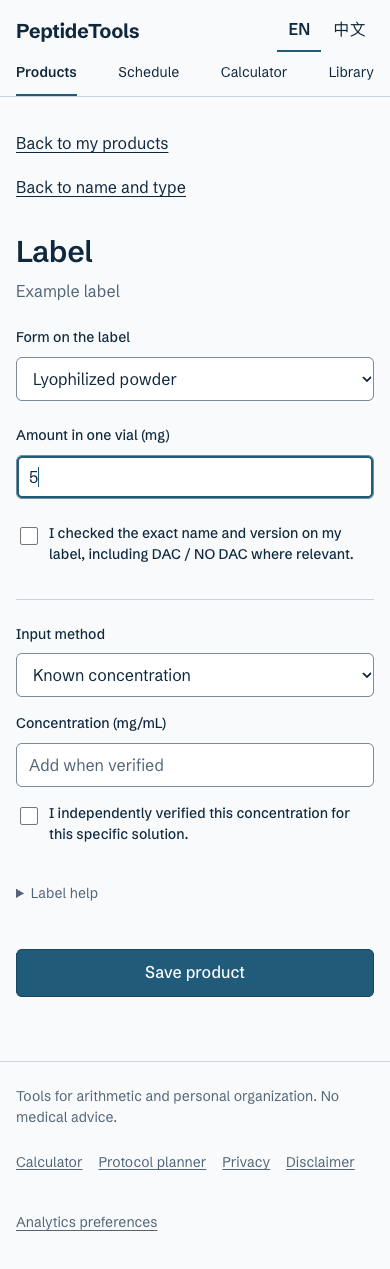 PeptideTools
EN 中文
Products Schedule Calculator Library
Back to my products
Back to name and type
Label
Example label
Form on the label
Lyophilized powder
Amount in one vial (mg)
5
I checked the exact name and version on my
label, including DAC / NO DAC where relevant.
Input method
Known concentration
Concentration (mg/mL)
Add when verified
I independently verified this concentration for
this specific solution.
Label help
Save product
Tools for arithmetic and personal organization. No
medical advice.
Calculator Protocol planner Privacy Disclaimer
Analytics preferences